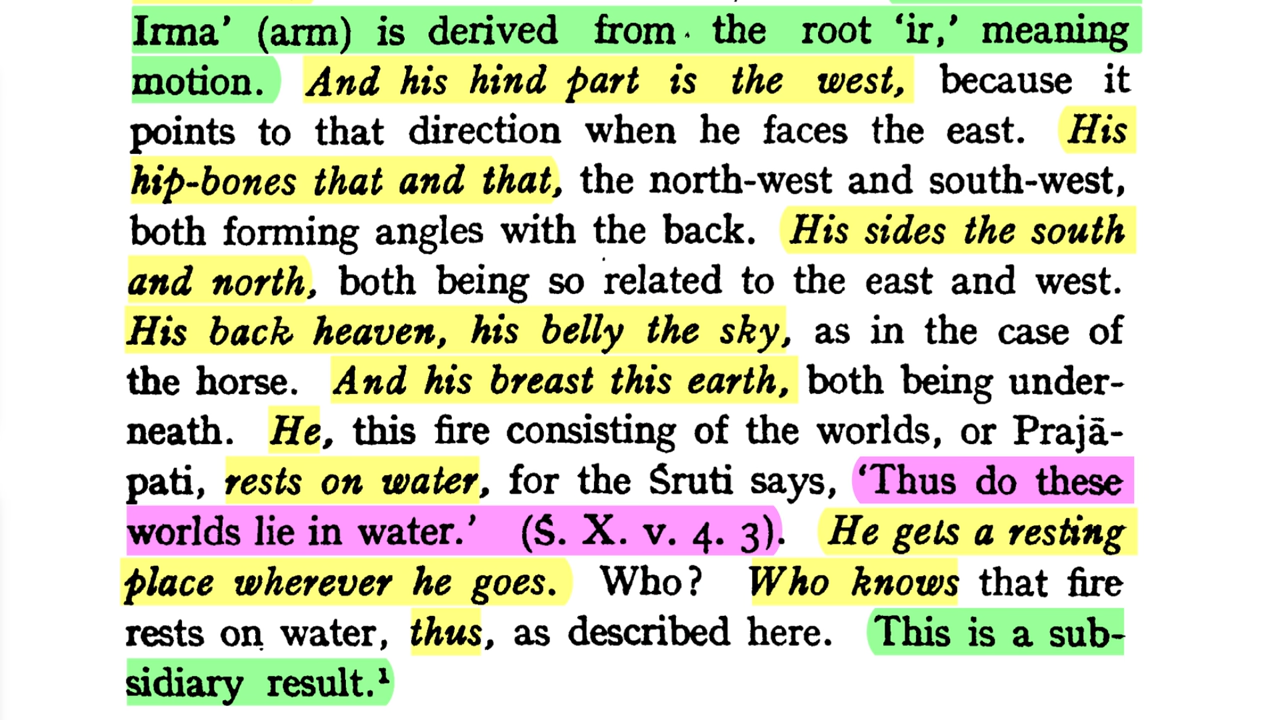 Irma’ (arm) is derived from the root ‘ir,’ meaning
motion. And his hind part is the west, because it
points to that direction when he faces the east. His
hip-bones that and that, the north-west and south-west,
both forming angles with the back. His sides the south
and north, both being so related to the east and west.
His back heaven, his belly the sky, as in the case of
the horse. And his breast this earth, both being under-
neath. He, this fire consisting of the worlds, or Prajā-
pati, rests on water, for the Śruti says, ‘Thus do these
worlds lie in water.’ (Ś. X. v. 4. 3). He gets a resting
place wherever he goes. Who? Who knows that fire
rests on water, thus, as described here. This is a sub-
sidiary result.¹